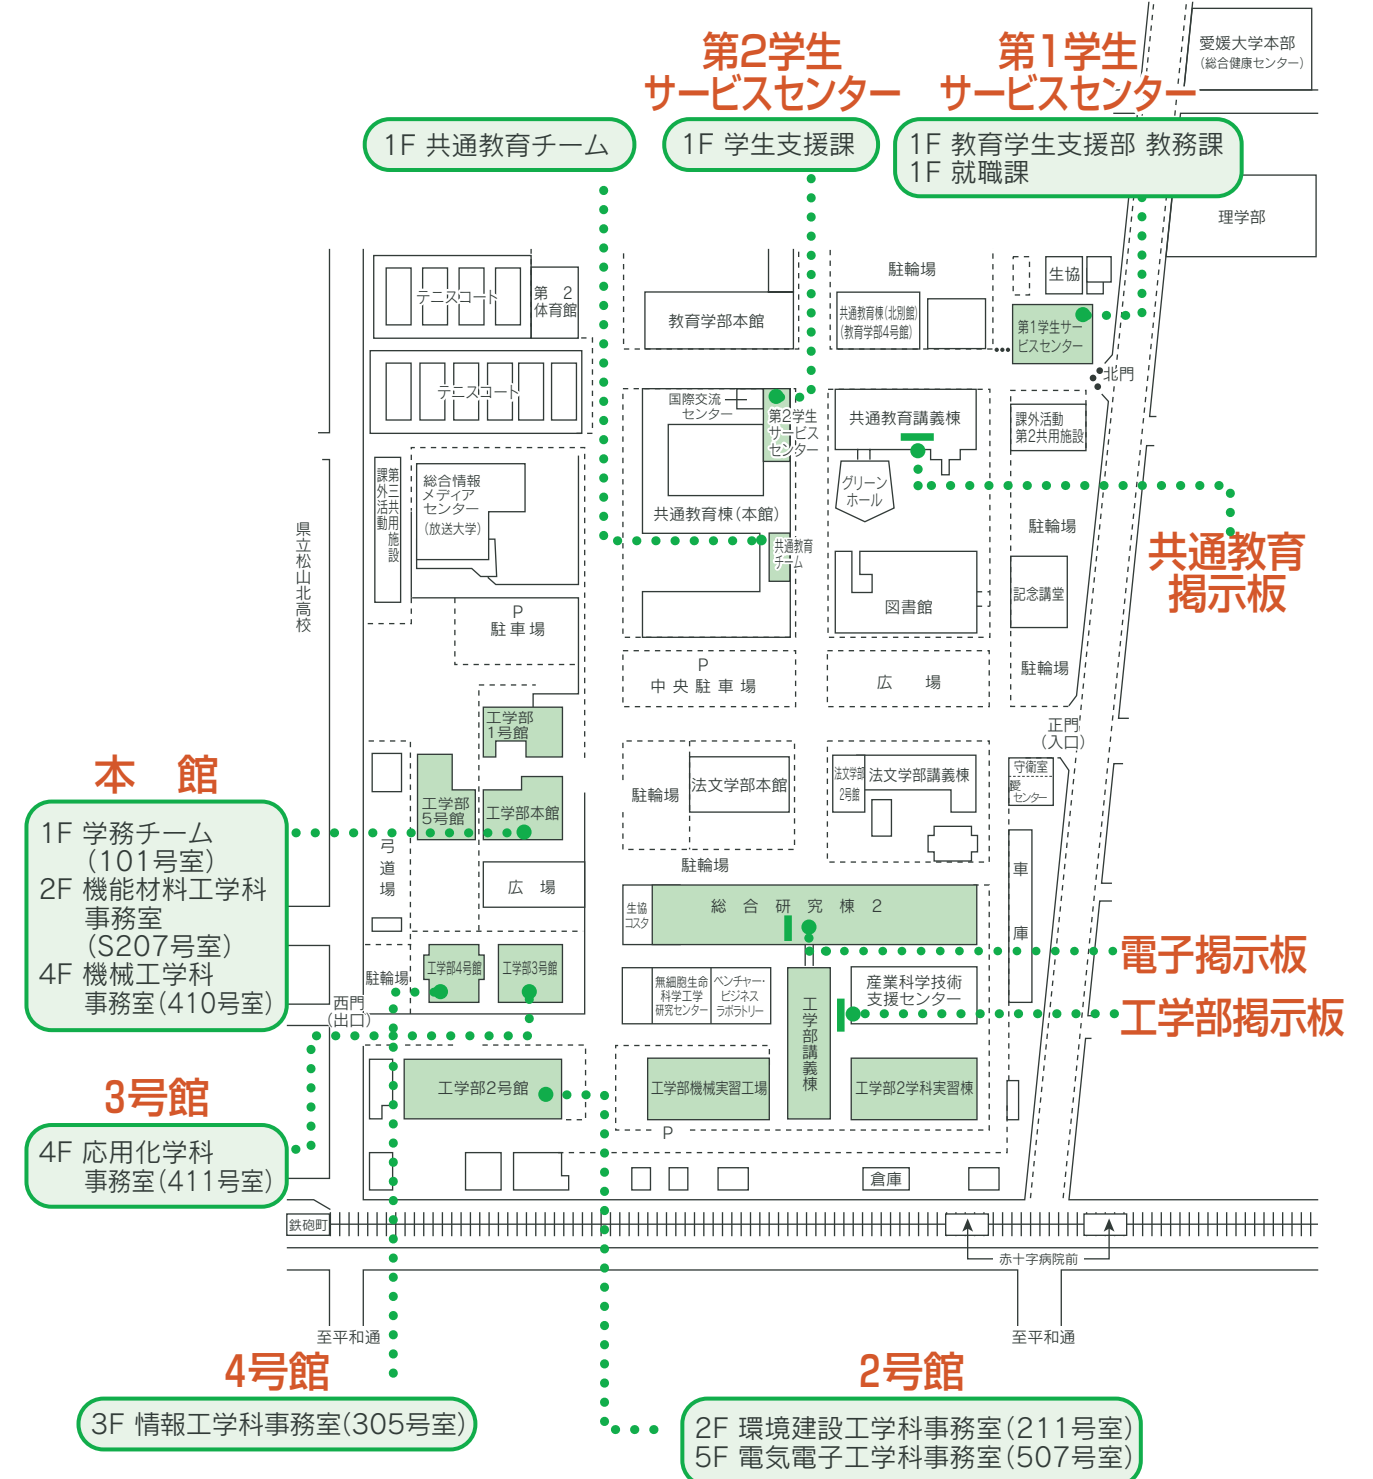 第2学生
サービスセンター
第1学生
サービスセンター
愛媛大学本部
(総合健康センター)
1F 共通教育チーム
1F 学生支援課
1F 教育学生支援部 教務課
1F 就職課
理学部
テニスコート
第 2
体育館
教育学部本館
駐輪場
共通教育棟(北別館)
(教育学部4号館)
生協
第1学生サー
ビスセンター
北門
テニスコート
国際交流
センター
第2学生
サービス
センター
共通教育講義棟
課外活動
第2共用施設
課外活動
第三共用施設
総合情報
メディア
センター
(放送大学)
共通教育棟(本館)
グリーン
ホール
駐輪場
共通教育
掲示板
県立松山北高校
共通教育
チーム
図書館
記念講堂
P
駐車場
P
中央駐車場
広 場
駐輪場
工学部
1号館
正門
(入口)
本 館
1F 学務チーム
(101号室)
2F 機能材料工学科
事務室
(S207号室)
4F 機械工学科
事務室(410号室)
工学部
5号館
工学部本館
駐輪場
法文学部本館
法文学部
2号館
法文学部講義棟
守衛室
愛
センター
弓道場
広 場
駐輪場
車庫
生協
コスタ
総合研究棟2
電子掲示板
駐輪場
工学部4号館
工学部3号館
無細胞生命
科学工学
研究センター
ベンチャー・
ビジネス
ラボラトリー
工学部講義棟
産業科学技術
支援センター
工学部掲示板
西門
(出口)
3号館
4F 応用化学科
事務室(411号室)
工学部2号館
工学部機械実習工場
工学部2学科実習棟
P
倉庫
鉄砲町
赤十字病院前
至平和通
至平和通
4号館
3F 情報工学科事務室(305号室)
2号館
2F 環境建設工学科事務室(211号室)
5F 電気電子工学科事務室(507号室)